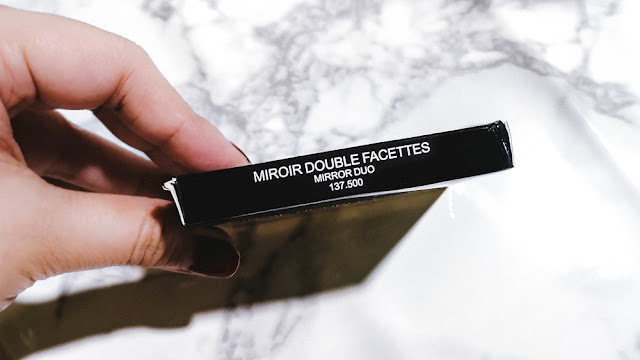 MIROIR DOUBLE FACETTES
MIRROR DUO
137.500